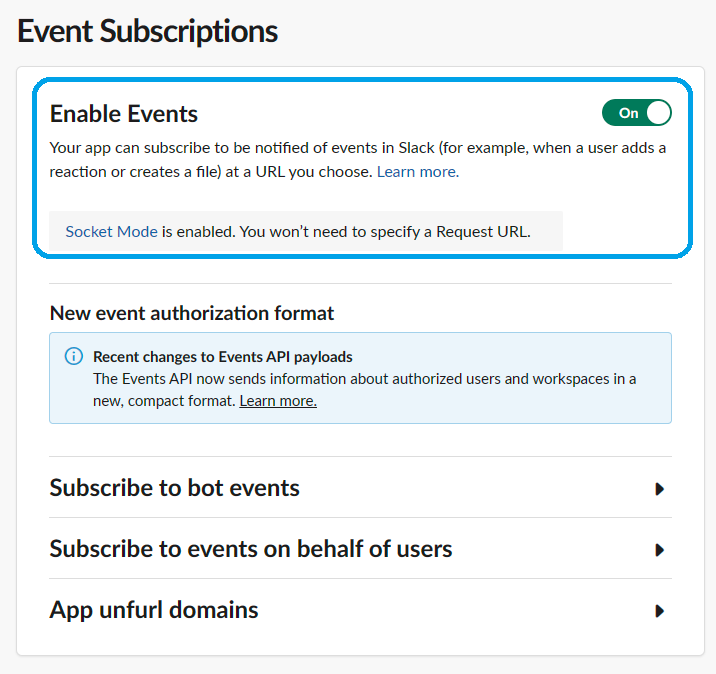 Event Subscriptions
Enable Events
On
Your app can subscribe to be notified of events in Slack (for example, when a user adds a
reaction or creates a file) at a URL you choose. Learn more.
Socket Mode is enabled. You won’t need to specify a Request URL.
New event authorization format
Recent changes to Events API payloads
The Events API now sends information about authorized users and workspaces in a
new, compact format. Learn more.
Subscribe to bot events
Subscribe to events on behalf of users
App unfurl domains